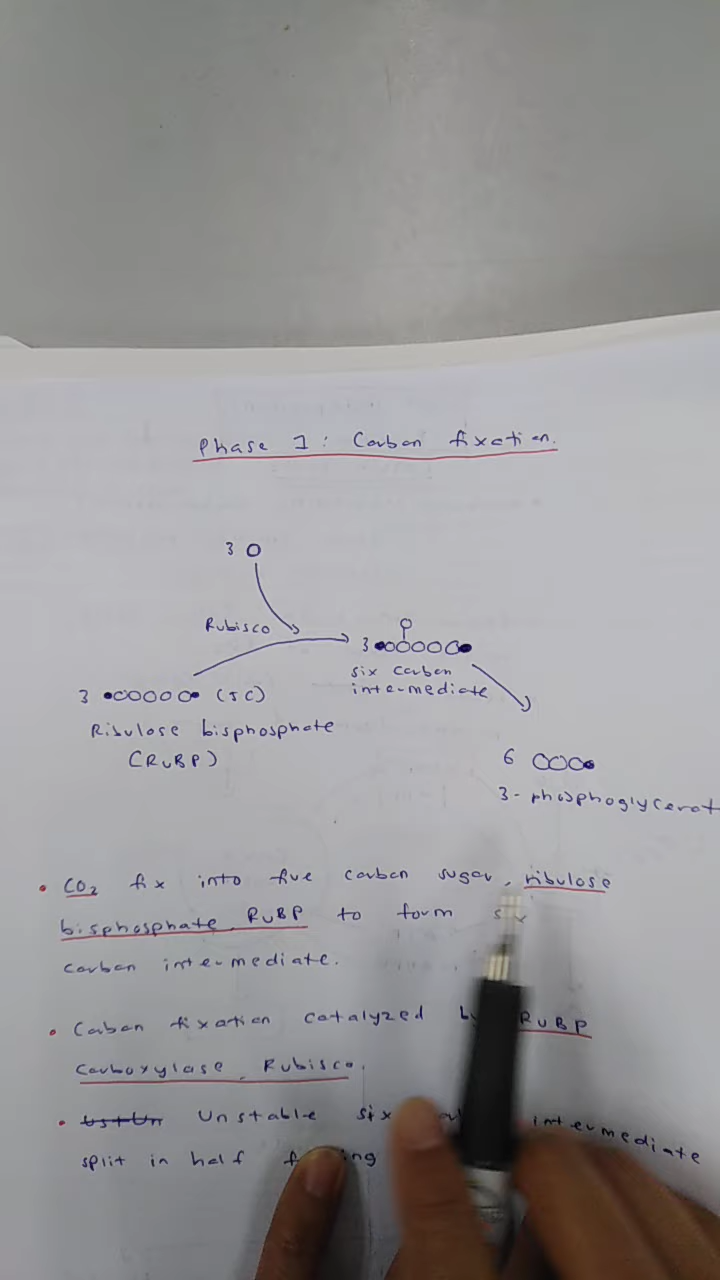 Phase 1: Carbon fixation.
3
Rubisco
3
six carbon
intermediate
3 (5C)
Ribulose bisphosphate
(RuBP)
6
3-phosphoglycerat
• CO2 fix into five carbon sugar, ribulose
bisphosphate, RuBP to form
carbon intermediate.
• Carbon fixation catalyzed RuBP
Carboxylase, Rubisco.
• Unstable six intermediate
split in half